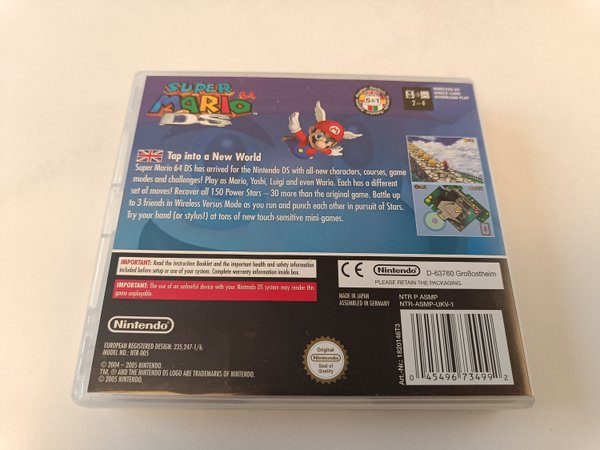 SUPER
MARIO 64
DS
5in1
2-4
WIRELESS DS
SINGLE-CARD
DOWNLOAD PLAY
Tap into a New World
Super Mario 64 DS has arrived for the Nintendo DS with all-new characters, courses, game
modes and challenges! Play as Mario, Yoshi, Luigi and even Wario. Each has a different
set of moves! Recover all 150 Power Stars – 30 more than the original game. Battle up
to 3 friends in Wireless Versus Mode as you run and punch each other in pursuit of Stars.
Try your hand (or stylus!) at tons of new touch-sensitive mini-games.
IMPORTANT: Read the Instruction Booklet and the important health and safety information
included before setup or use of your system. Complete warranty information inside box.
IMPORTANT: The use of an unlawful device with your Nintendo DS system may render this
game unplayable.
CE
Nintendo
D-63760 Großostheim
PLEASE RETAIN THE PACKAGING.
MADE IN JAPAN
ASSEMBLED IN GERMANY
NTR P ASMP
NTR-ASMP-UKV-1
Nintendo
EUROPEAN REGISTERED DESIGN: 235,247-1/6.
MODEL NO.: NTR-005
© 2004 – 2005 NINTENDO.
TM, ® AND THE NINTENDO DS LOGO ARE TRADEMARKS OF NINTENDO.
© 2005 NINTENDO.
Original
Nintendo
Seal of
Quality
Art.-Nr.: 1820146T3
0 45496 73499 2